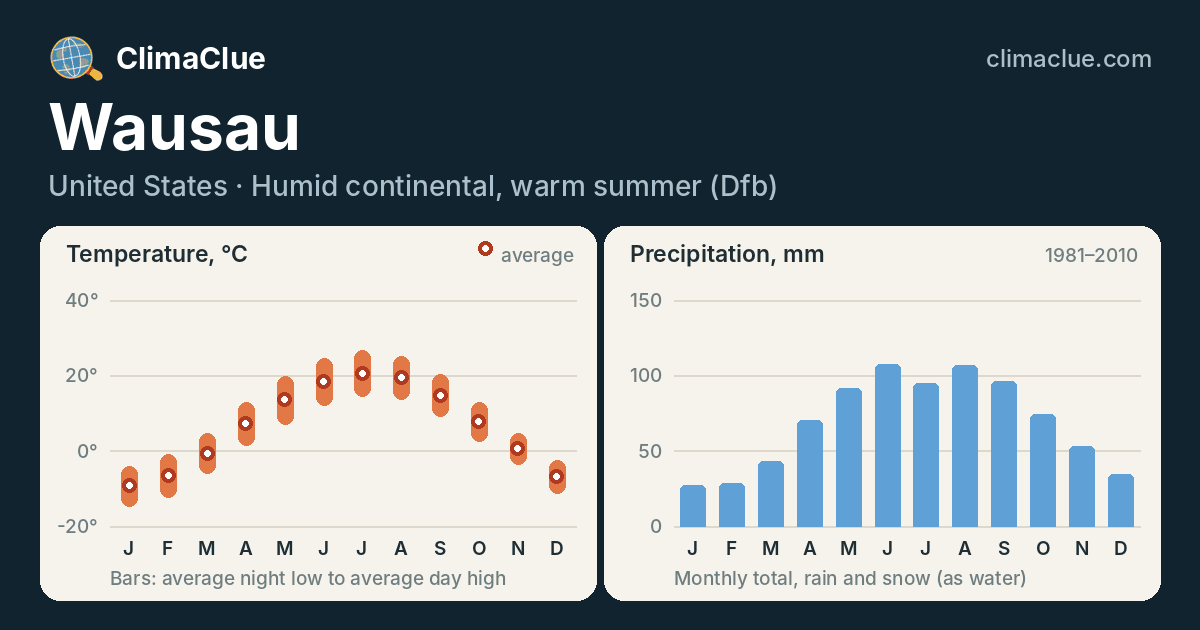 ClimaClue
climaclue.com
Wausau
United States · Humid continental, warm summer (Dfb)
Temperature, °C
average
40°
20°
0°
-20°
J F M A M J J A S O N D
Bars: average night low to average day high
Precipitation, mm
1981–2010
150
100
50
0
J F M A M J J A S O N D
Monthly total, rain and snow (as water)